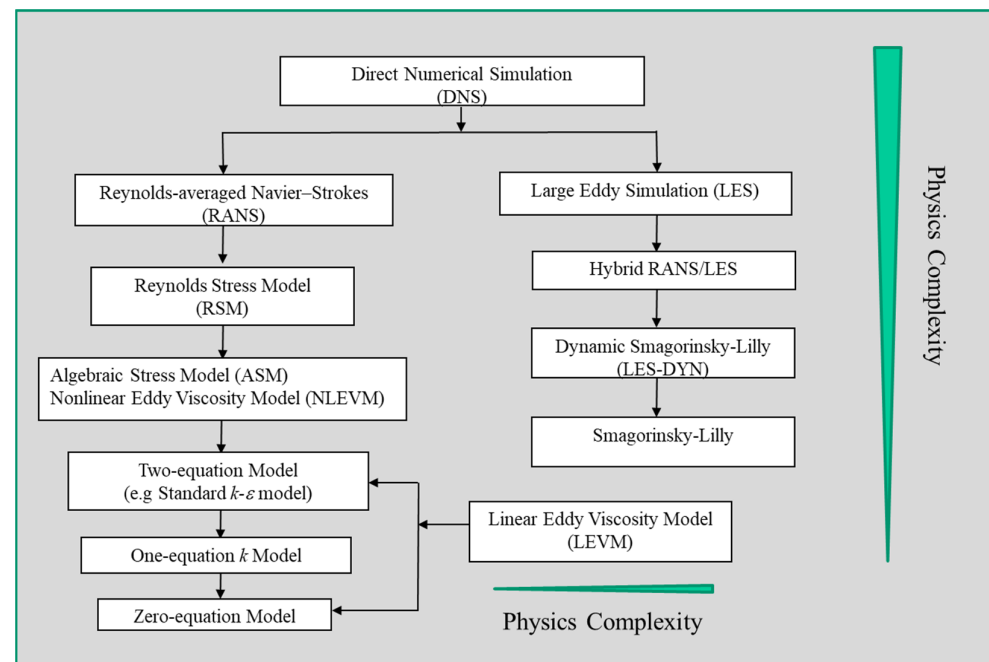 Direct Numerical Simulation
(DNS)
Reynolds-averaged Navier–Strokes
(RANS)
Large Eddy Simulation (LES)
Hybrid RANS/LES
Reynolds Stress Model
(RSM)
Dynamic Smagorinsky-Lilly
(LES-DYN)
Algebraic Stress Model (ASM)
Nonlinear Eddy Viscosity Model (NLEVM)
Smagorinsky-Lilly
Two-equation Model
(e.g Standard k-ε model)
Linear Eddy Viscosity Model
(LEVM)
One-equation k Model
Zero-equation Model
Physics Complexity
Physics Complexity